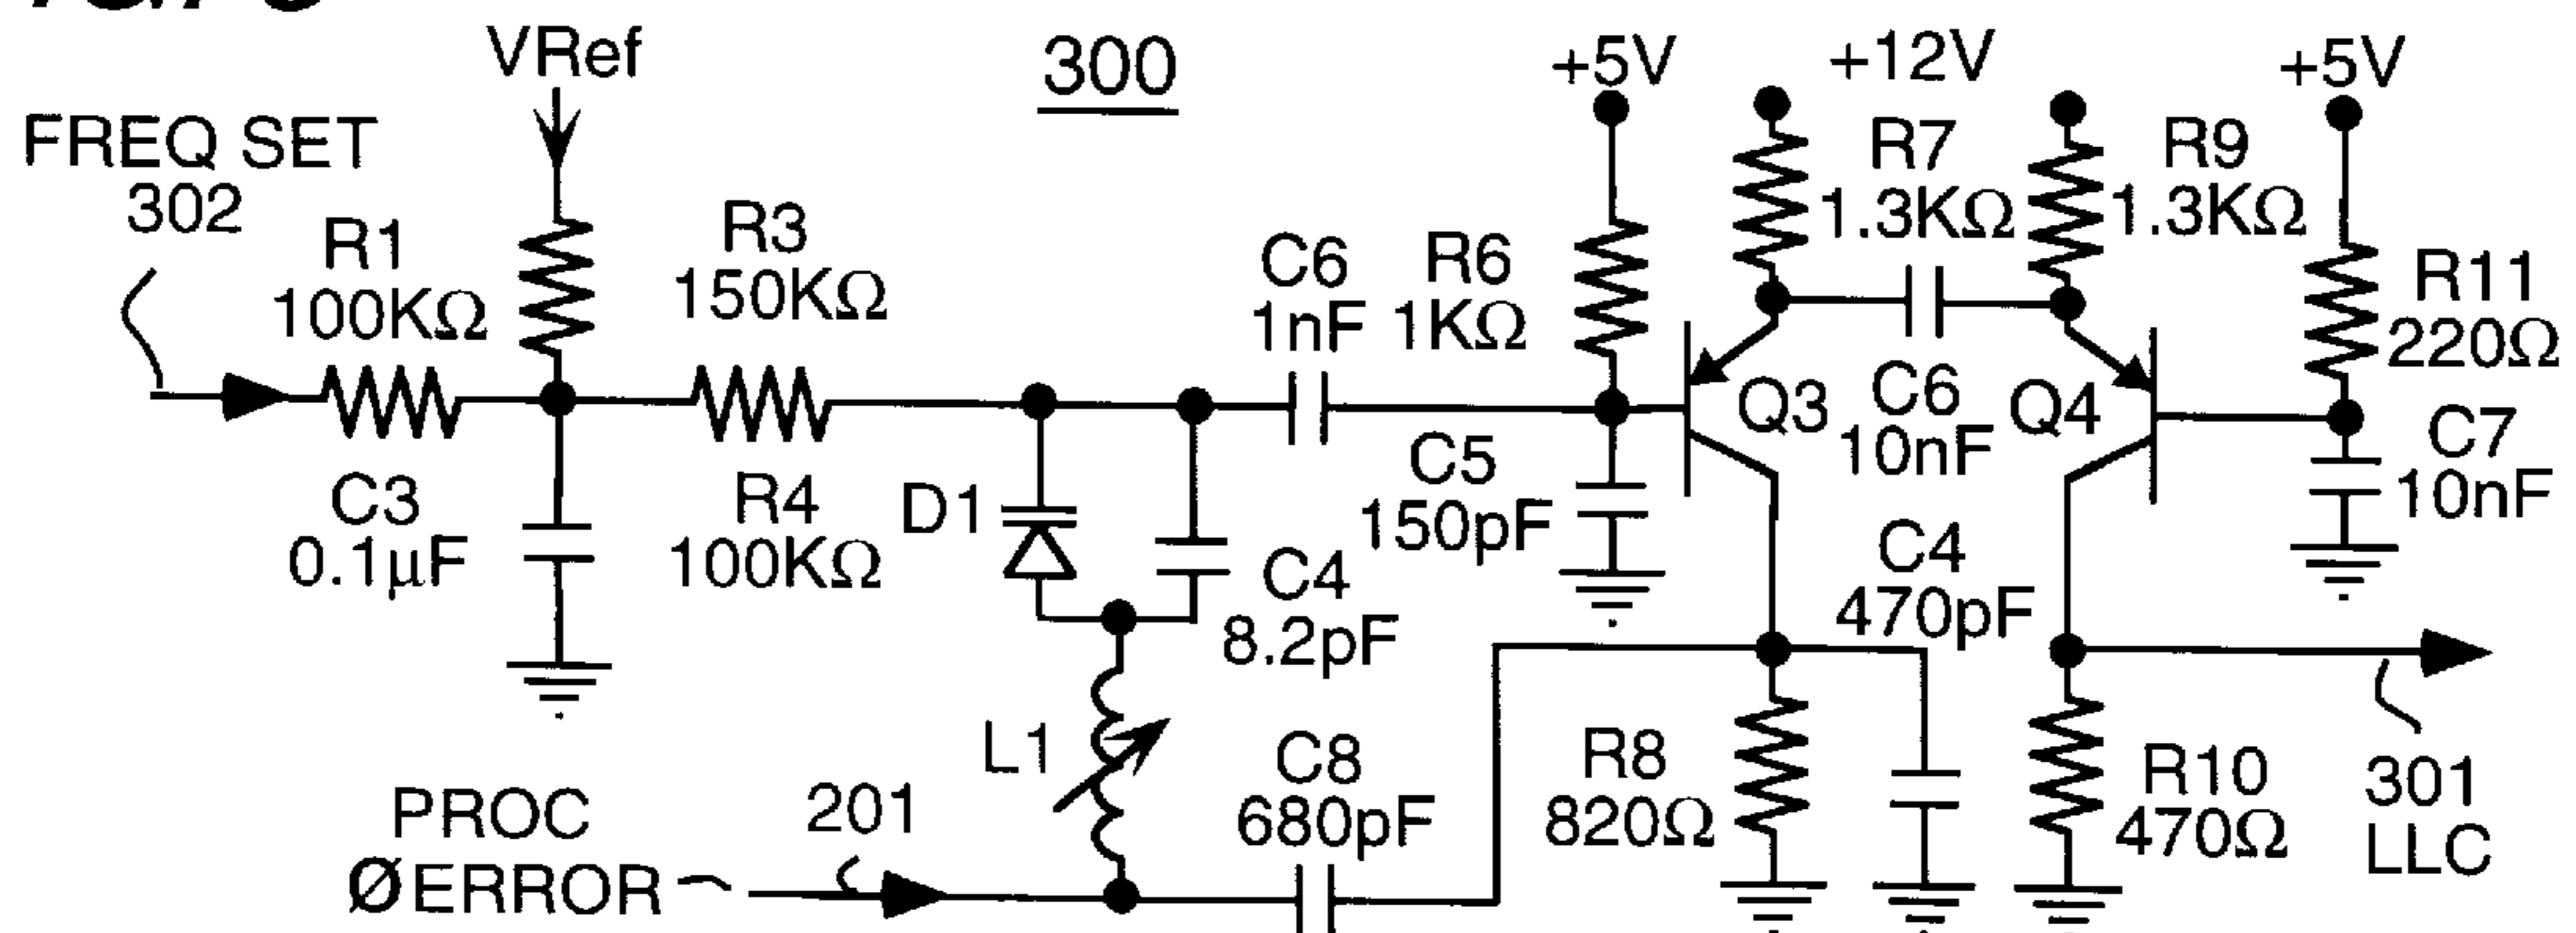 VRef
300
+5V
+12V
+5V
FREQ SET
302
R1
100KΩ
R3
150KΩ
C6
1nF
R6
1KΩ
R7
1.3KΩ
R9
1.3KΩ
R11
220Ω
C3
0.1µF
R4
100KΩ
D1
C4
8.2pF
C5
150pF
Q3
C6
10nF
Q4
C7
10nF
C4
470pF
L1
C8
680pF
R8
820Ω
R10
470Ω
301
LLC
PROC
ØERROR
201